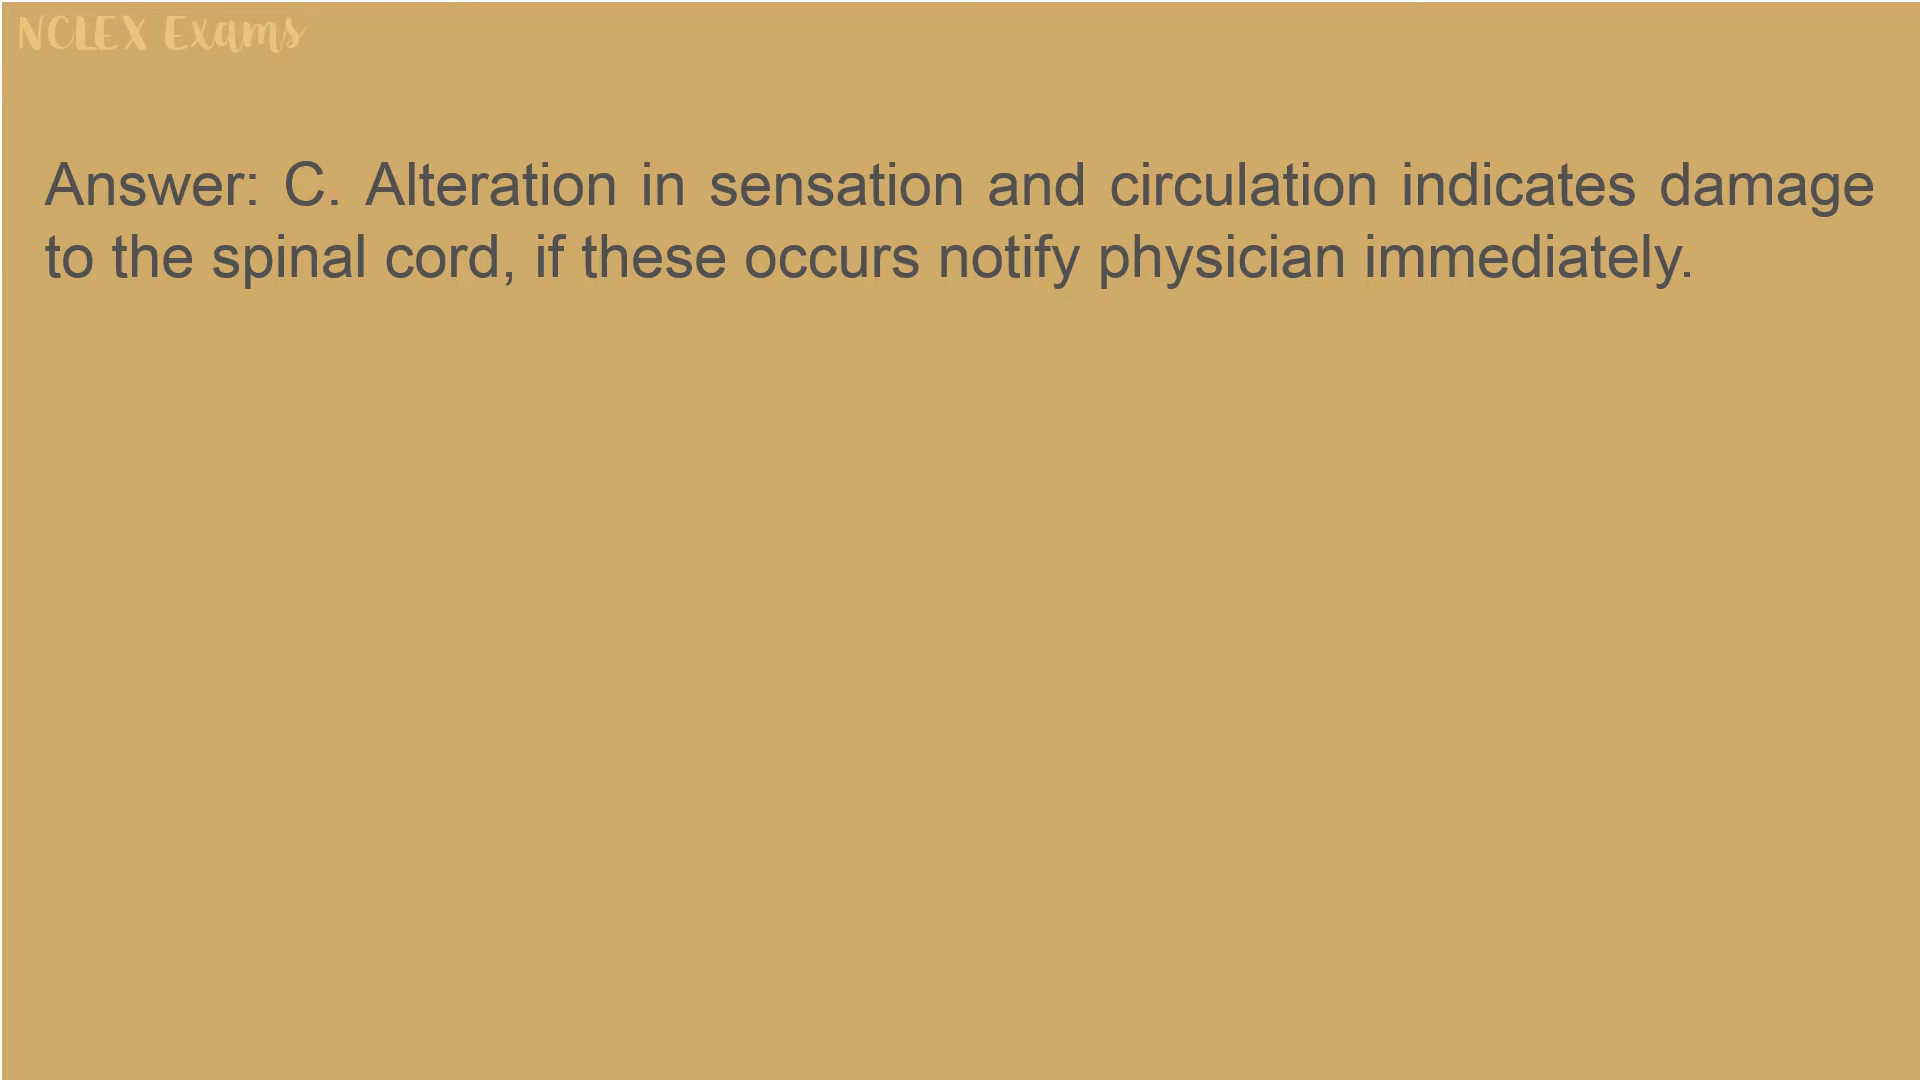 NCLEX Exams
Answer: C. Alteration in sensation and circulation indicates damage
to the spinal cord, if these occurs notify physician immediately.